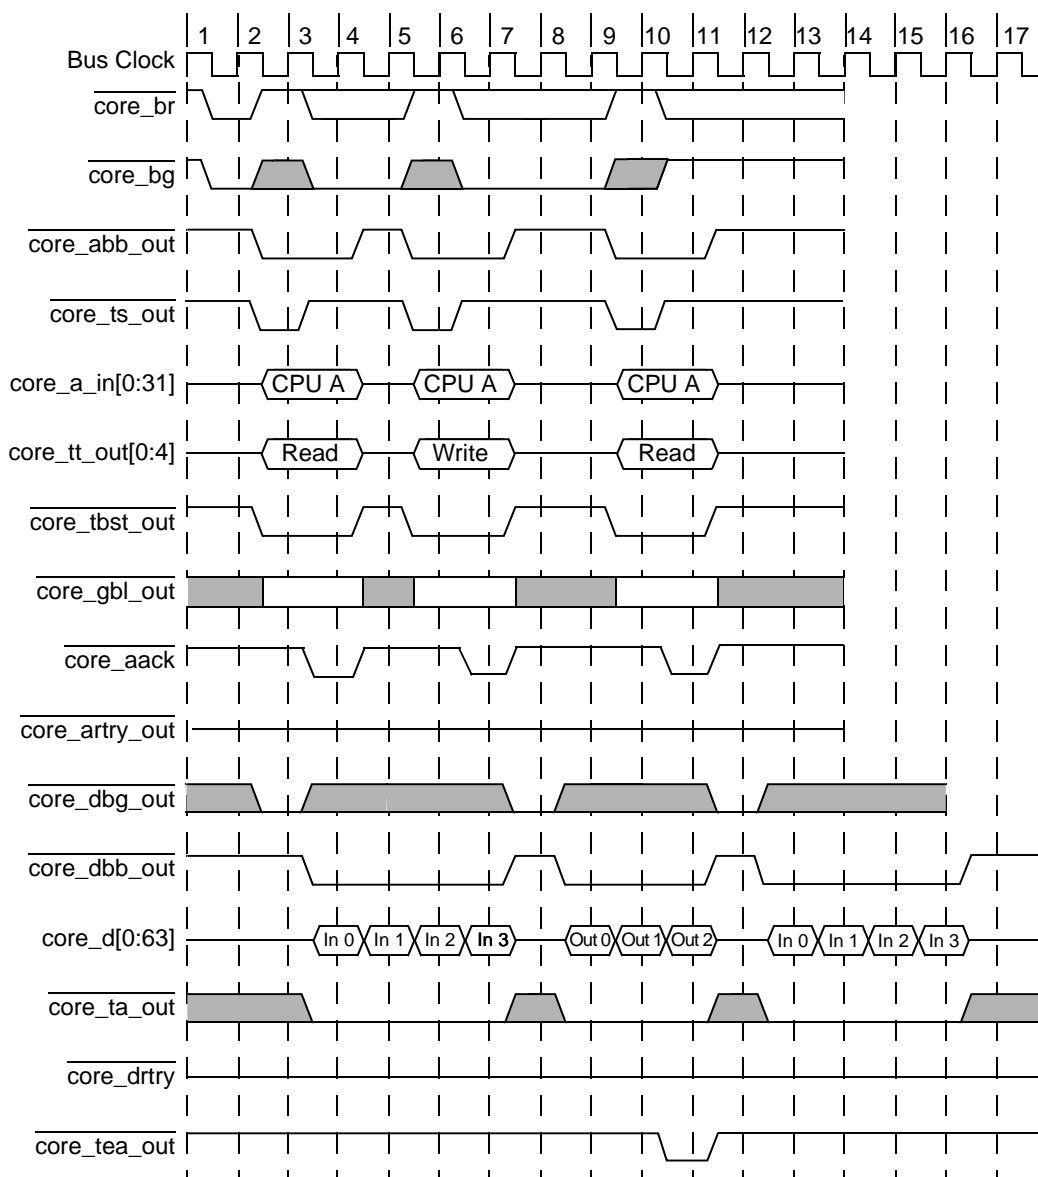 1 2 3 4 5 6 7 8 9 10 11 12 13 14 15 16 17
Bus Clock
core_br
core_bg
core_abb_out
core_ts_out
core_a_in[0:31] CPU A CPU A CPU A
core_tt_out[0:4] Read Write Read
core_tbst_out
core_gbl_out
core_aack
core_artry_out
core_dbg_out
core_dbb_out
core_d[0:63] In 0 In 1 In 2 In 3 Out 0 Out 1 Out 2 In 0 In 1 In 2 In 3
core_ta_out
core_drtry
core_tea_out